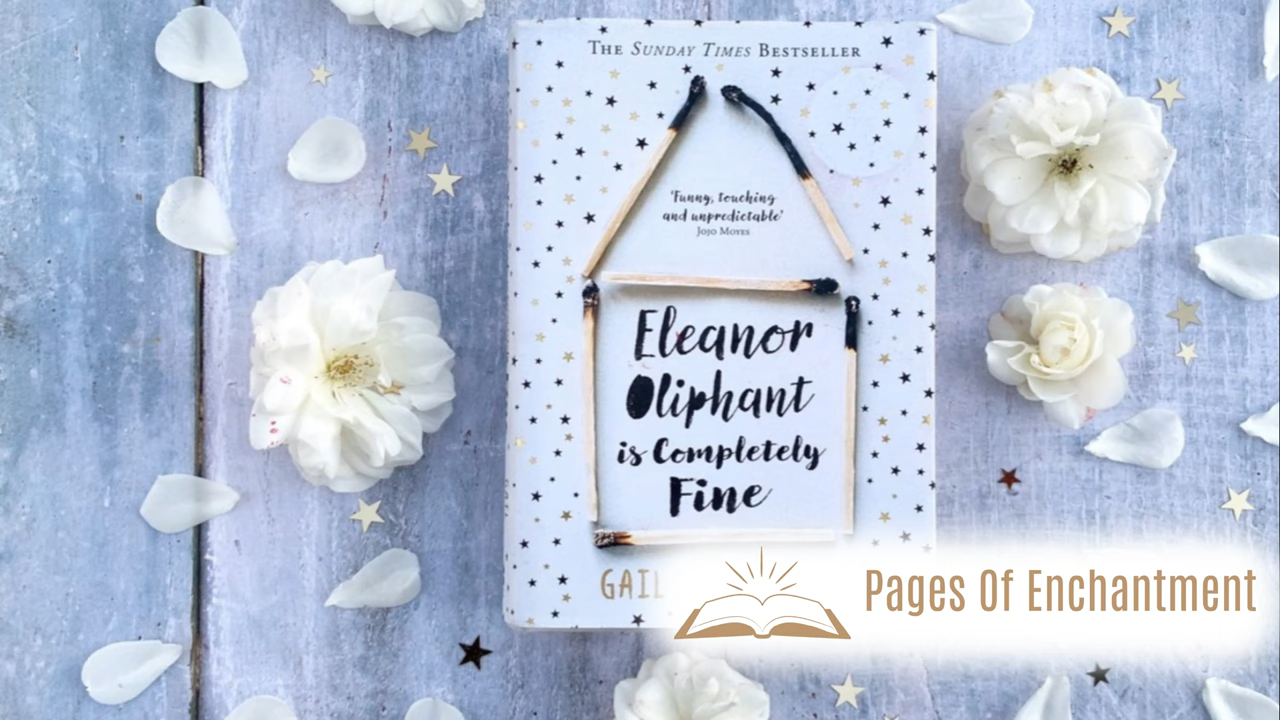 THE SUNDAY TIMES BESTSELLER
'Funny, touching
and unpredictable'
JOJO MOYES
Eleanor
Oliphant
is Completely
Fine
GAIL
Pages Of Enchantment